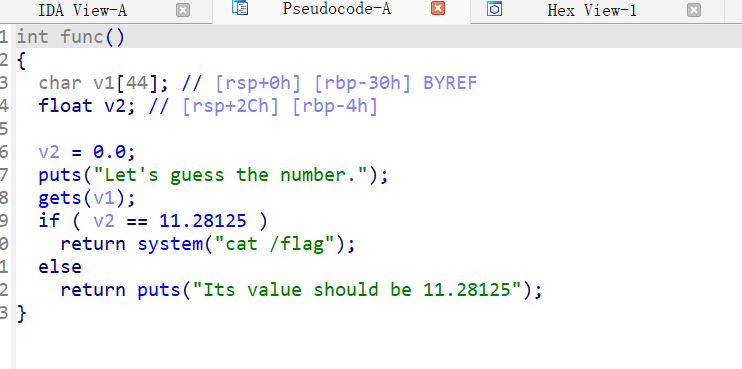 IDA View-A Pseudocode-A Hex View-1
1 int func()
2 {
3 char v1[44]; // [rsp+0h] [rbp-30h] BYREF
4 float v2; // [rsp+2Ch] [rbp-4h]
5
6 v2 = 0.0;
7 puts("Let's guess the number.");
8 gets(v1);
9 if ( v2 == 11.28125 )
0 return system("cat /flag");
1 else
2 return puts("Its value should be 11.28125");
3 }